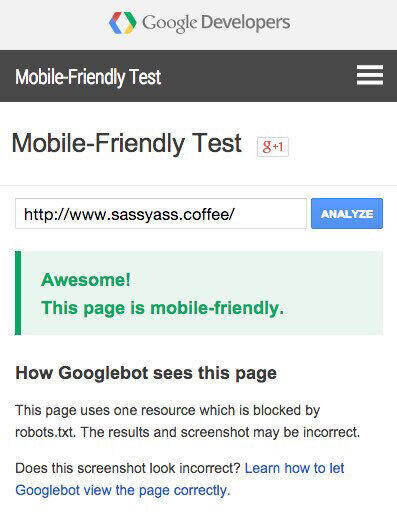 Google Developers
Mobile-Friendly Test
Mobile-Friendly Test
g+1
http://www.sassyass.coffee/
ANALYZE
Awesome!
This page is mobile-friendly.
How Googlebot sees this page
This page uses one resource which is blocked by
robots.txt. The results and screenshot may be incorrect.
Does this screenshot look incorrect? Learn how to let
Googlebot view the page correctly.